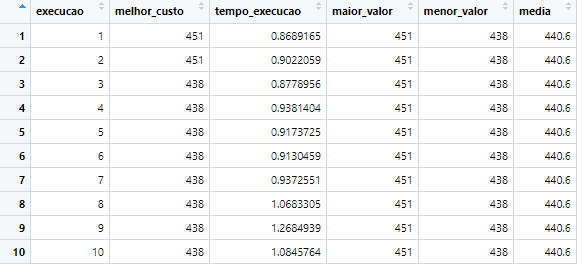 execucao melhor_custo tempo_execucao maior_valor menor_valor media
1 1 451 0.8689165 451 438 440.6
2 2 451 0.9022059 451 438 440.6
3 3 438 0.8778956 451 438 440.6
4 4 438 0.9381404 451 438 440.6
5 5 438 0.9173725 451 438 440.6
6 6 438 0.9130459 451 438 440.6
7 7 438 0.9372551 451 438 440.6
8 8 438 1.0683305 451 438 440.6
9 9 438 1.2684939 451 438 440.6
10 10 438 1.0845764 451 438 440.6